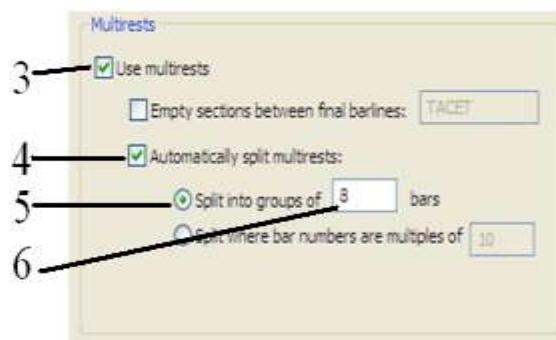 Multirests
3 Use multirests
Empty sections between final barlines: TACET
4 Automatically split multirests:
5 Split into groups of 8 bars
6 Split where bar numbers are multiples of 10